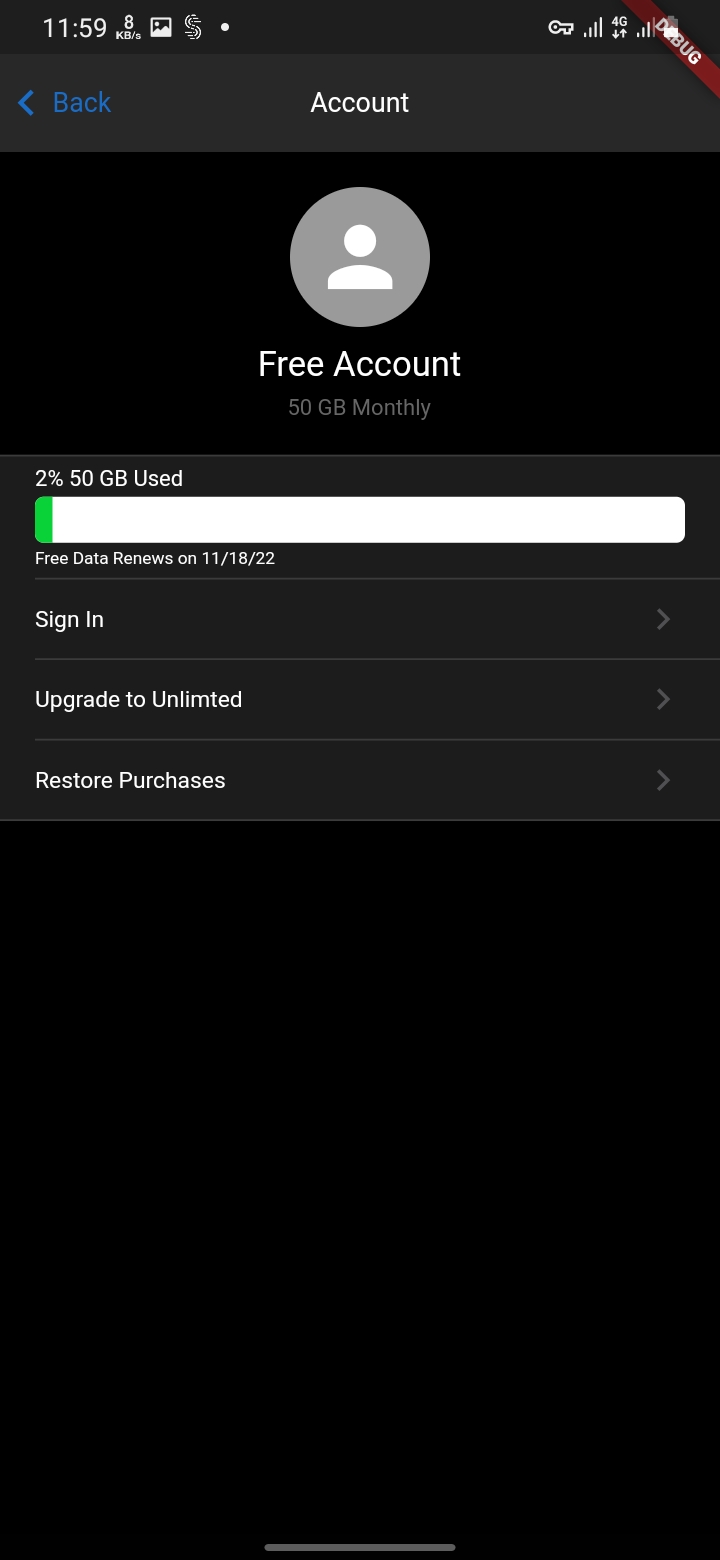 11:59 8 KB/s 4G DEBUG
Back Account
Free Account
50 GB Monthly
2% 50 GB Used
Free Data Renews on 11/18/22
Sign In
Upgrade to Unlimted
Restore Purchases